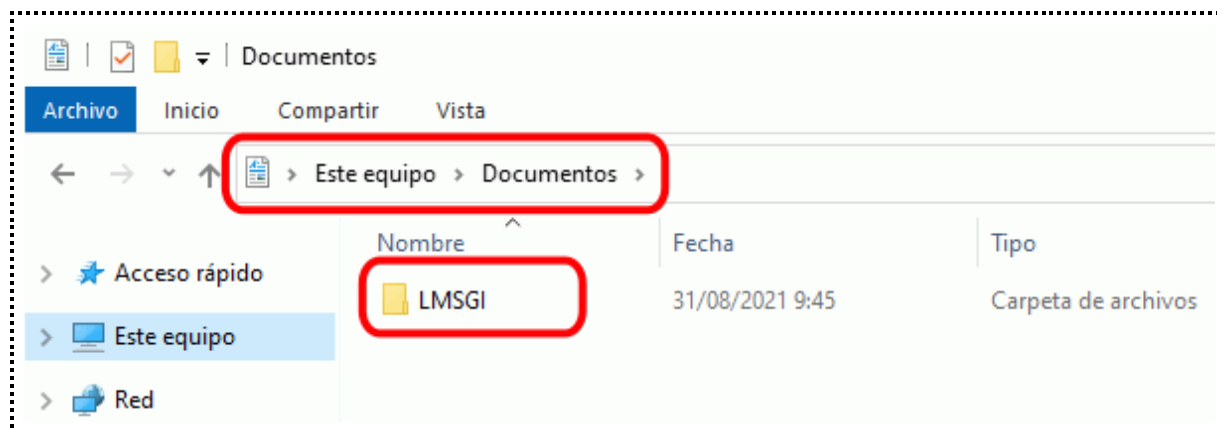 Documentos
Archivo Inicio Compartir Vista
Este equipo Documentos
Nombre Fecha Tipo
Acceso rápido
LMSGI 31/08/2021 9:45 Carpeta de archivos
Este equipo
Red